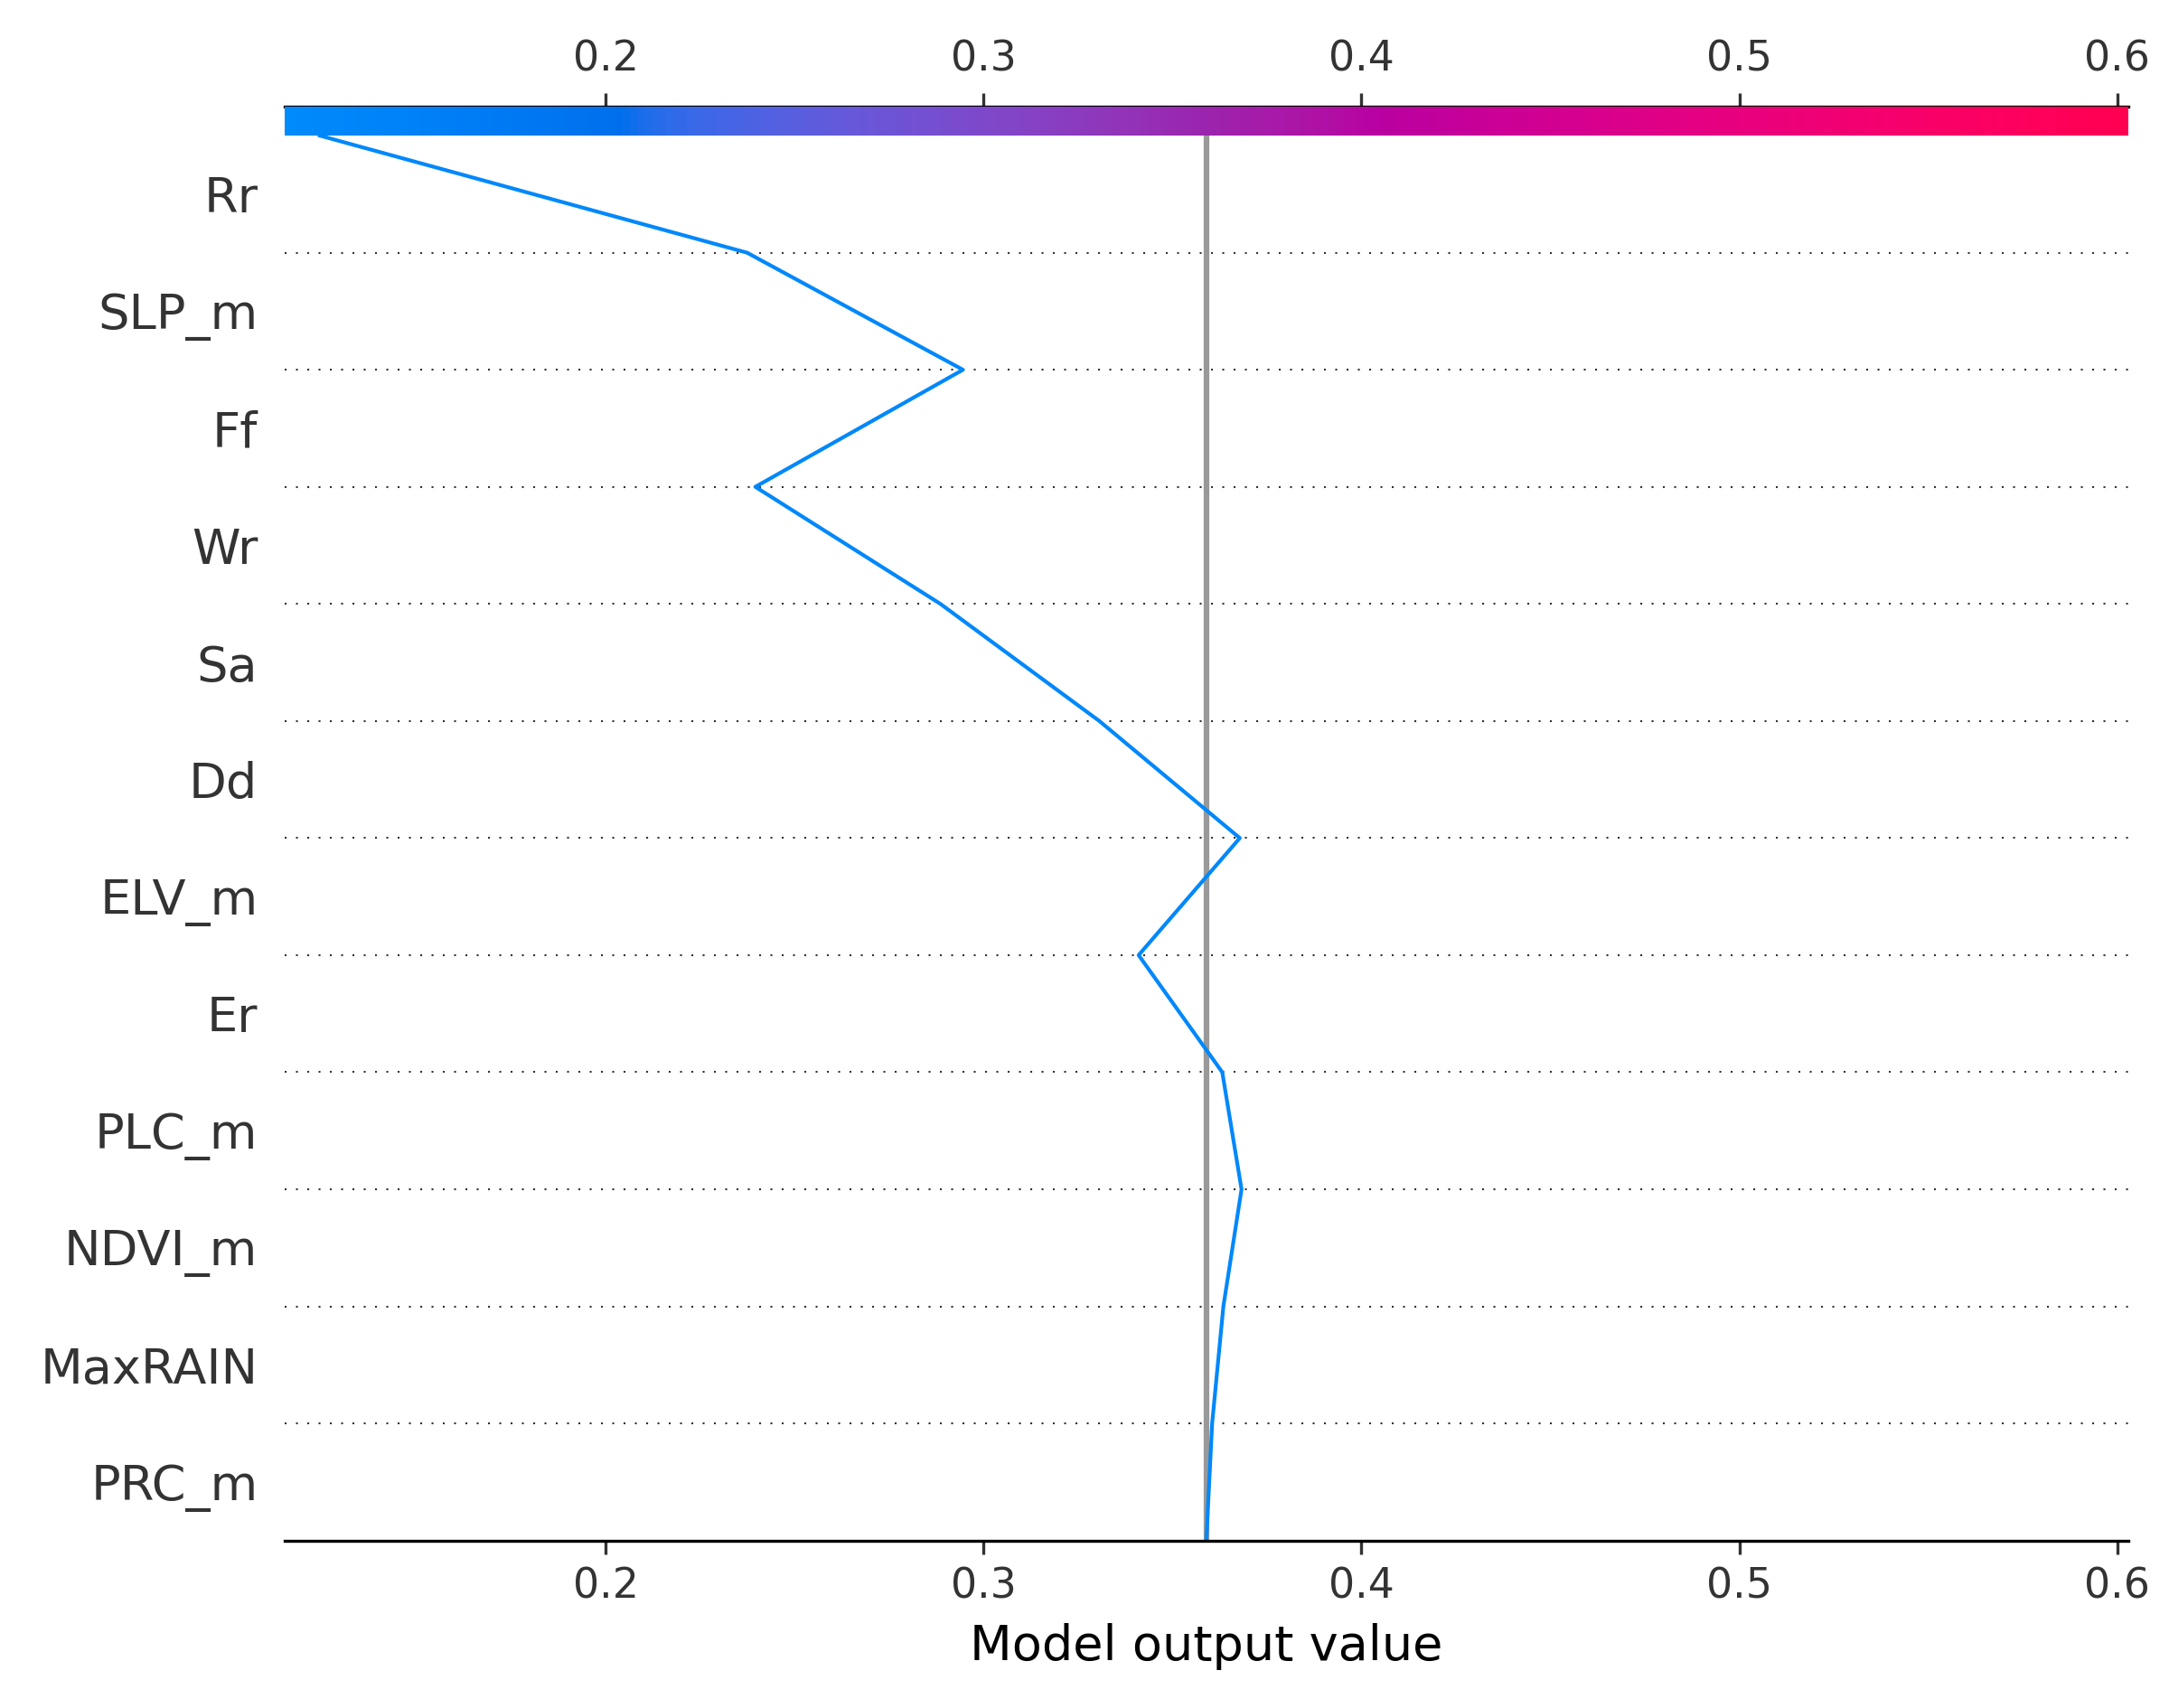 0.2 0.3 0.4 0.5 0.6
Rr
SLP_m
Ff
Wr
Sa
Dd
ELV_m
Er
PLC_m
NDVI_m
MaxRAIN
PRC_m
0.2 0.3 0.4 0.5 0.6
Model output value